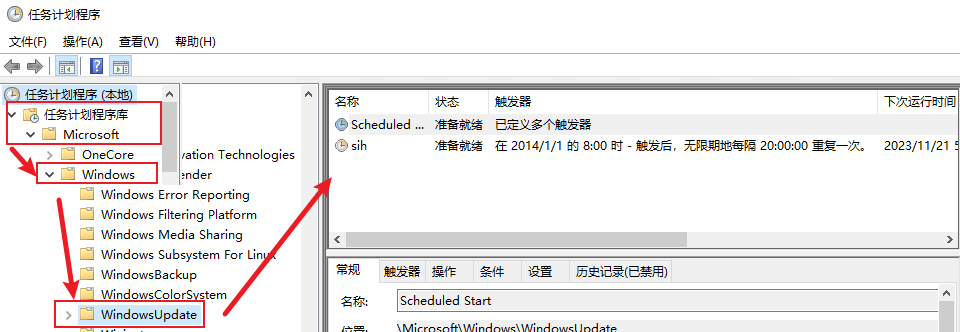 任务计划程序
文件(F) 操作(A) 查看(V) 帮助(H)
任务计划程序 (本地)
任务计划程序库
Microsoft
OneCore
vation Technologies
Windows
ender
Windows Error Reporting
Windows Filtering Platform
Windows Media Sharing
Windows Subsystem For Linux
WindowsBackup
WindowsColorSystem
WindowsUpdate
名称 状态 触发器 下次运行时间
Scheduled ... 准备就绪 已定义多个触发器
sih 准备就绪 在 2014/1/1 的 8:00 时 - 触发后，无限期地每隔 20:00:00 重复一次。 2023/11/21 5
常规 触发器 操作 条件 设置 历史记录(已禁用)
名称: Scheduled Start
位置: \Microsoft\Windows\WindowsUpdate